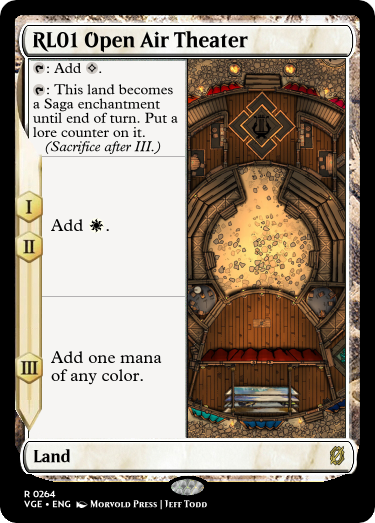 RL01 Open Air Theater
: Add .
: This land becomes
a Saga enchantment
until end of turn. Put a
lore counter on it.
(Sacrifice after III.)
I
II
Add .
III
Add one mana
of any color.
Land
R 0264
VGE • ENG Morvold Press | Jeff Todd